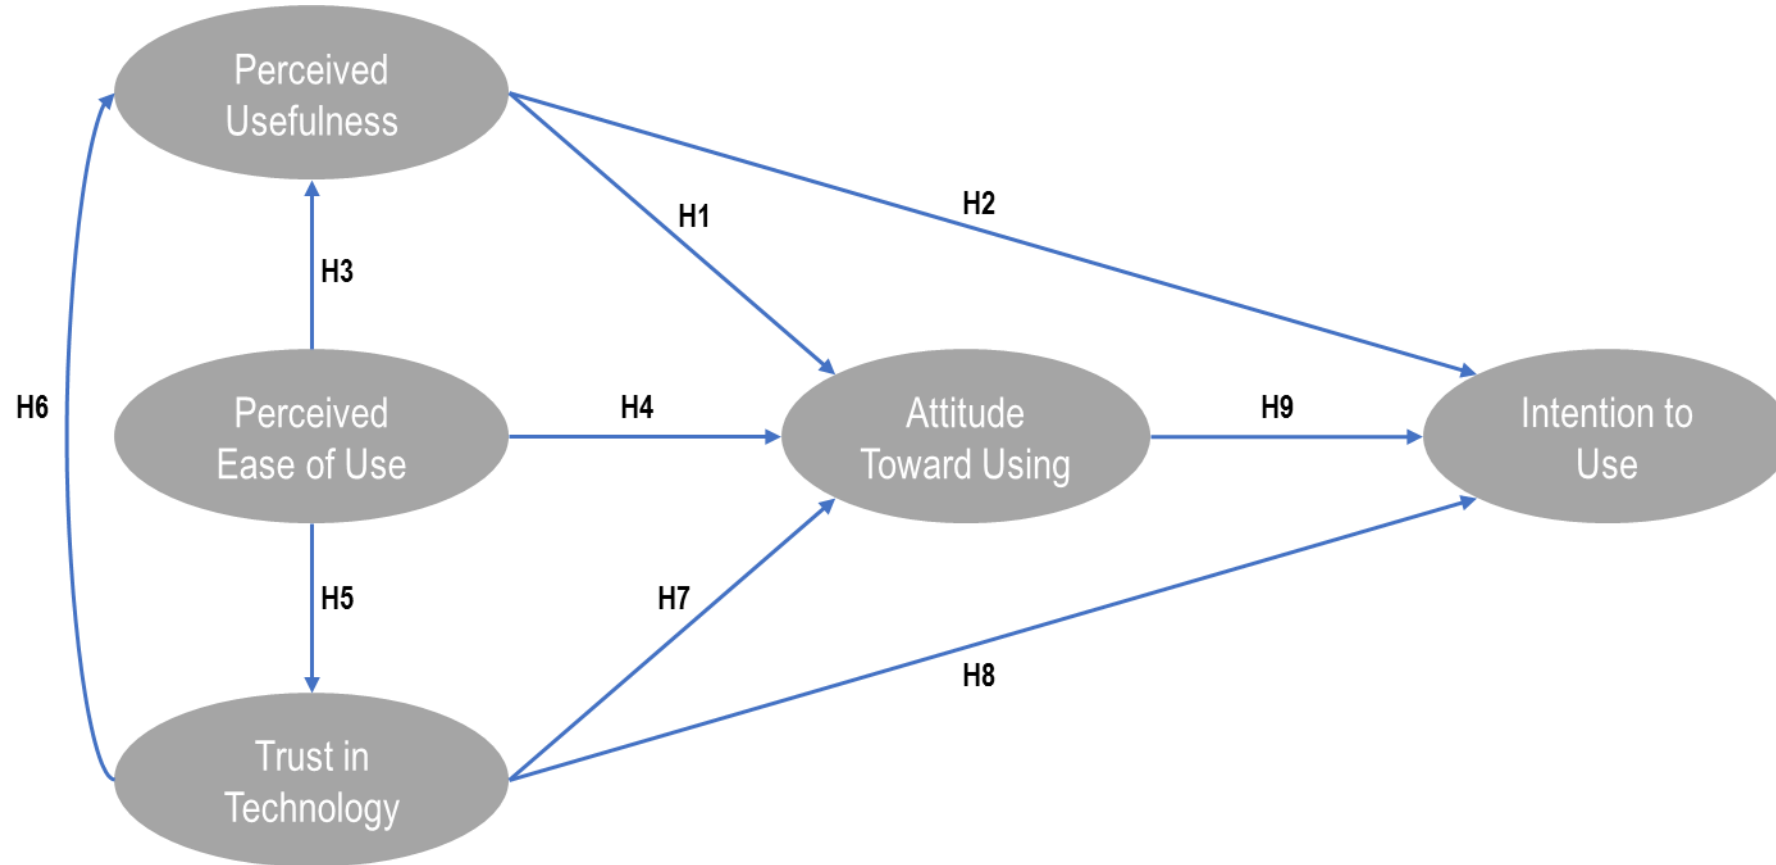 Perceived
Usefulness
H2
H1
H3
H6
Perceived
Ease of Use
H4
Attitude
Toward Using
H9
Intention to
Use
H5
H7
H8
Trust in
Technology